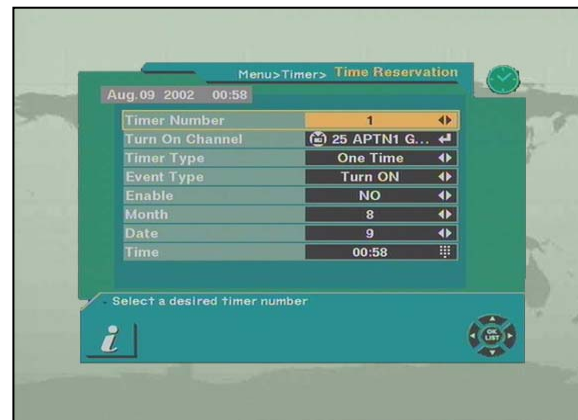 Menu>Timer> Time Reservation
Aug.09 2002 00:58
Timer Number 1
Turn On Channel 25 APTN1 G...
Timer Type One Time
Event Type Turn ON
Enable NO
Month 8
Date 9
Time 00:58
- Select a desired timer number
i
OK
LIST